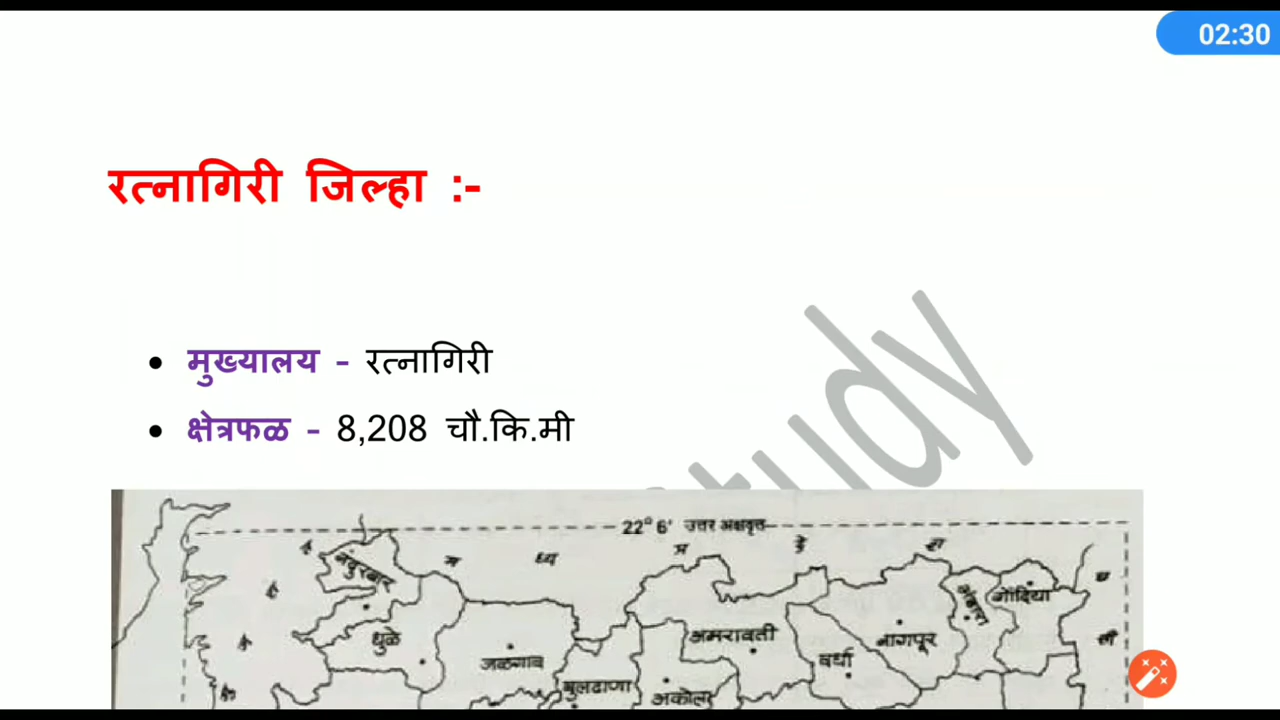 02:30
रत्नागिरी जिल्हा :-
मुख्यालय - रत्नागिरी
क्षेत्रफळ - 8,208 चौ.कि.मी
Study
22° 6' उत्तर अक्षवृत्त
म ध्य प्र दे श
नंदुरबार
गोंदिया
भंडारा
धुळे
जळगाव
अमरावती
नागपूर
वर्धा
बुलढाणा
अकोला